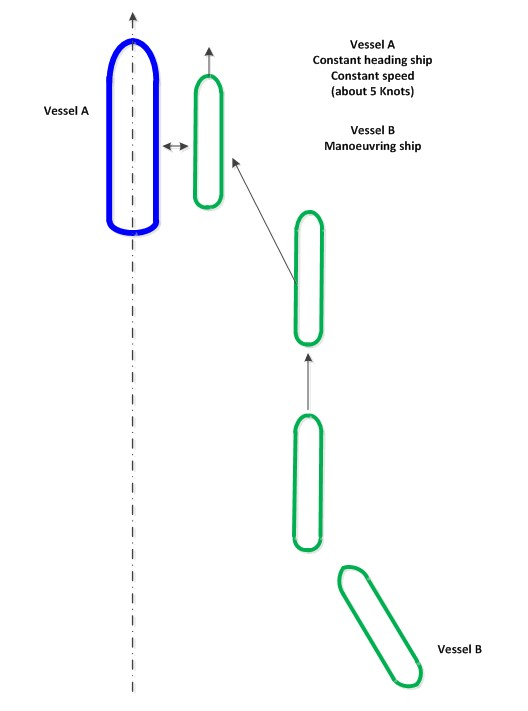 Vessel A
Constant heading ship
Constant speed
(about 5 Knots)
Vessel A
Vessel B
Manoeuvring ship
Vessel B